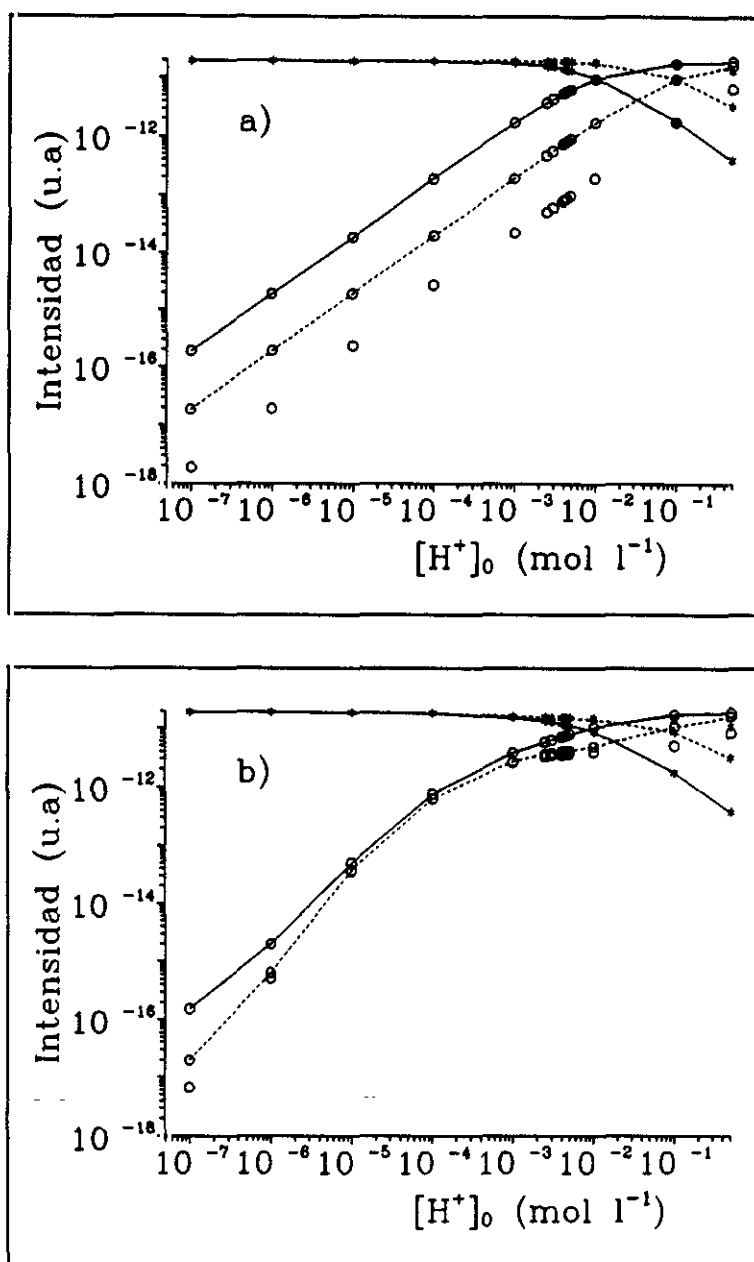 a)
Intensidad (u.a)
10⁻¹²
10⁻¹⁴
10⁻¹⁶
10⁻¹⁸
10⁻⁷ 10⁻⁶ 10⁻⁵ 10⁻⁴ 10⁻³ 10⁻² 10⁻¹
[H⁺]₀ (mol l⁻¹)
b)
Intensidad (u.a)
10⁻¹²
10⁻¹⁴
10⁻¹⁶
10⁻¹⁸
10⁻⁷ 10⁻⁶ 10⁻⁵ 10⁻⁴ 10⁻³ 10⁻² 10⁻¹
[H⁺]₀ (mol l⁻¹)